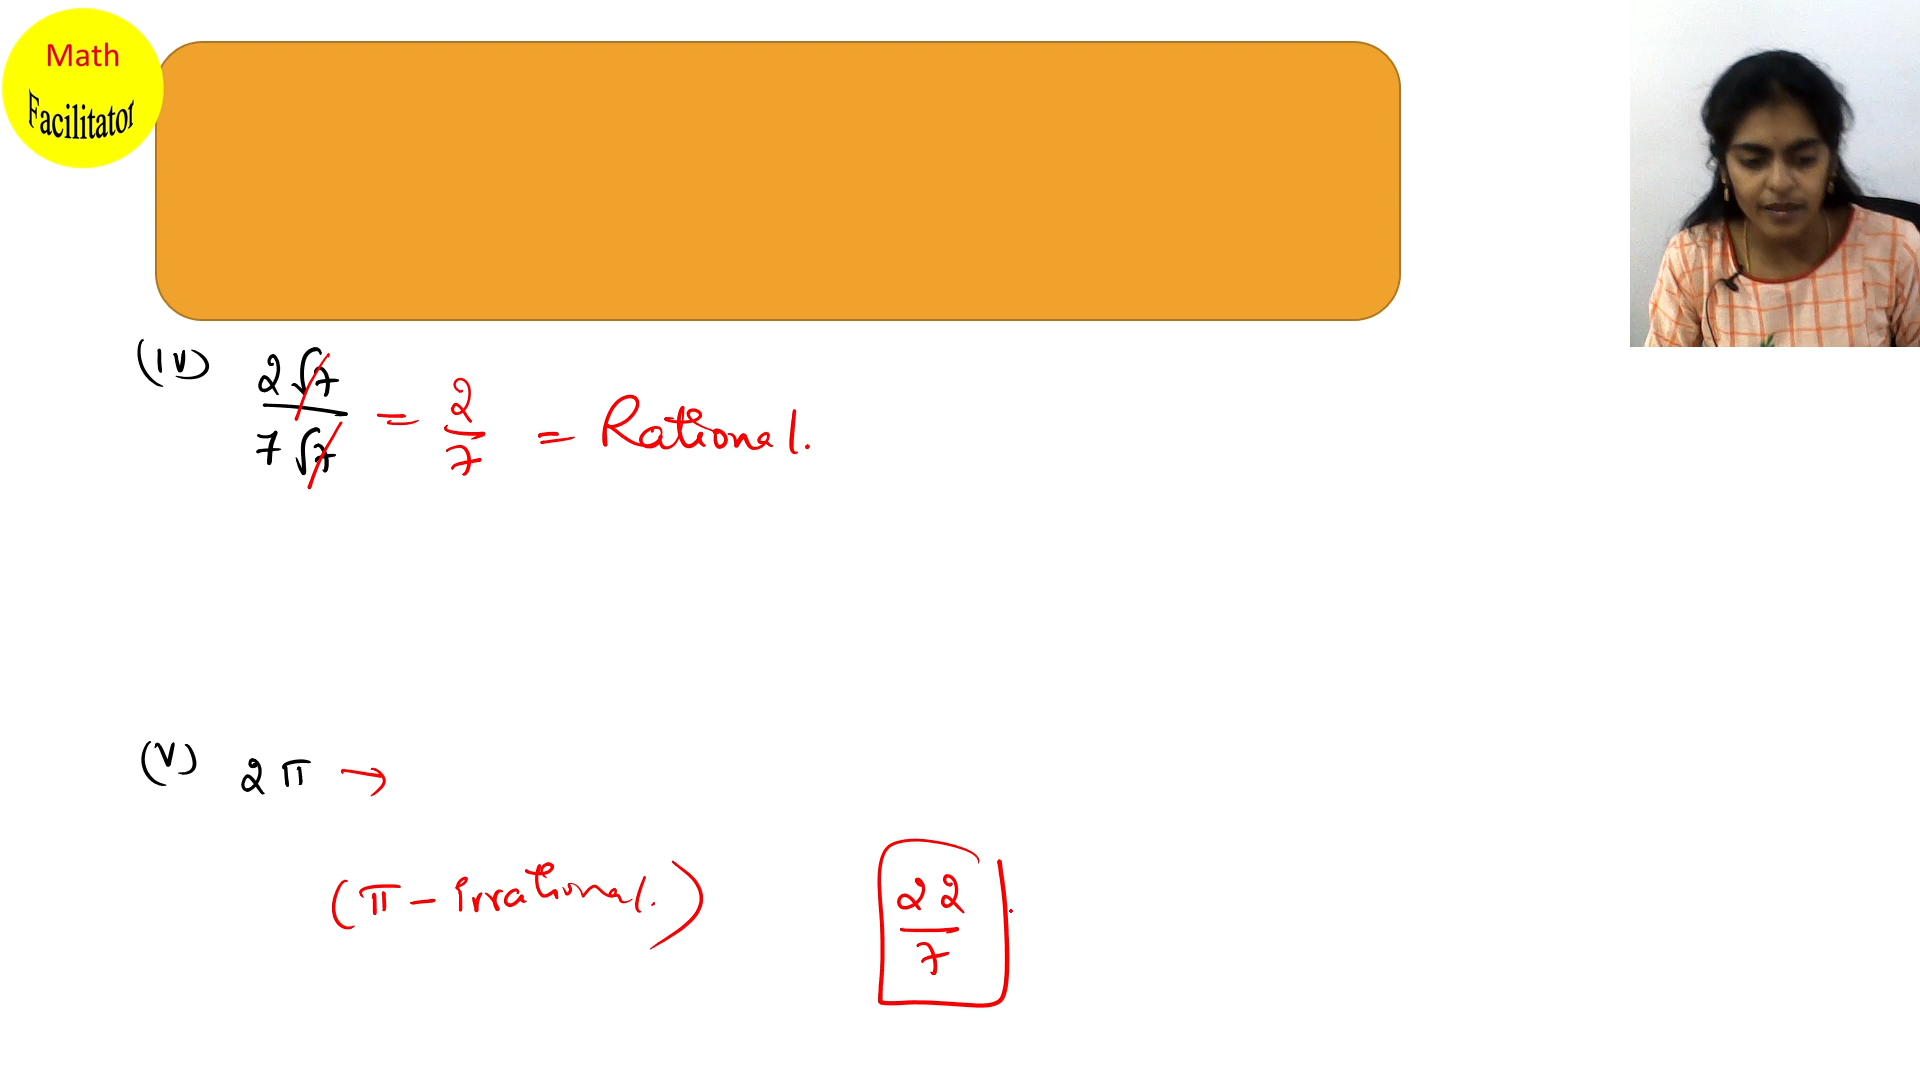 Math
Facilitator
(iv) 2√7 / 7√7 = 2/7 = Rational.
(v) 2π →
(π - irrational.)
22/7